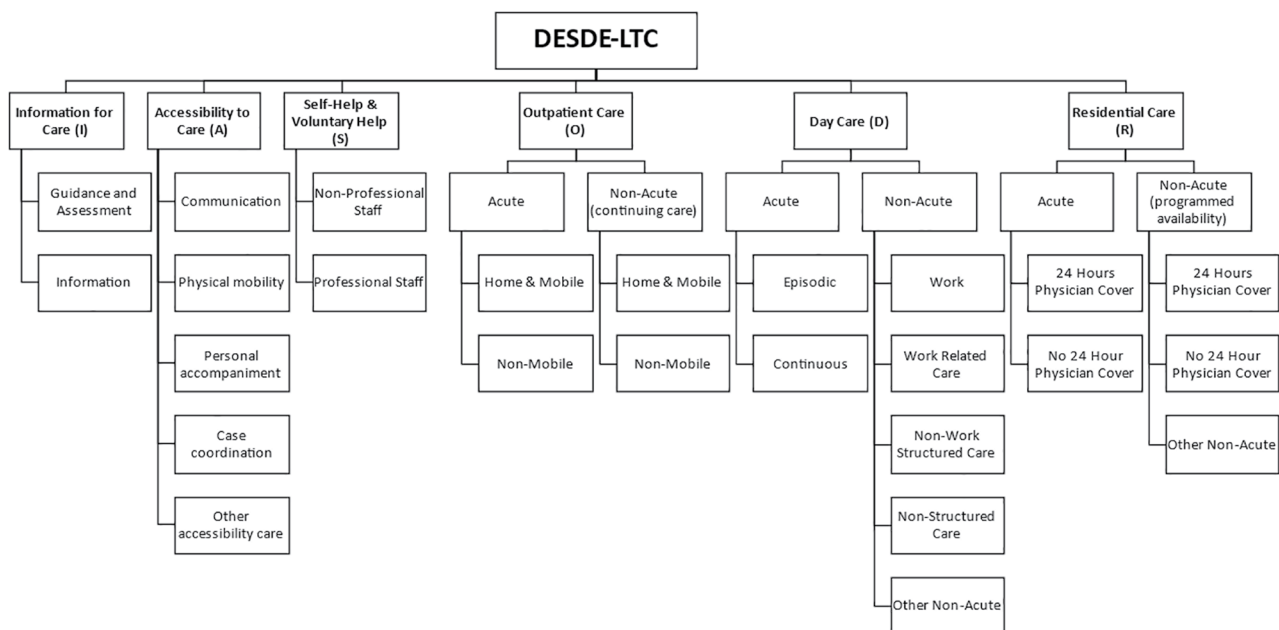 DESDE-LTC
Information for
Care (I)
Accessibility to
Care (A)
Self-Help &
Voluntary Help
(S)
Outpatient Care
(O)
Day Care (D)
Residential Care
(R)
Guidance and
Assessment
Information
Communication
Physical mobility
Personal
accompaniment
Case
coordination
Other
accessibility care
Non-Professional
Staff
Professional Staff
Acute
Home & Mobile
Non-Mobile
Non-Acute
(continuing care)
Home & Mobile
Non-Mobile
Acute
Episodic
Continuous
Non-Acute
Work
Work Related
Care
Non-Work
Structured Care
Non-Structured
Care
Other Non-Acute
Acute
24 Hours
Physician Cover
No 24 Hour
Physician Cover
Non-Acute
(programmed
availability)
24 Hours
Physician Cover
No 24 Hour
Physician Cover
Other Non-Acute